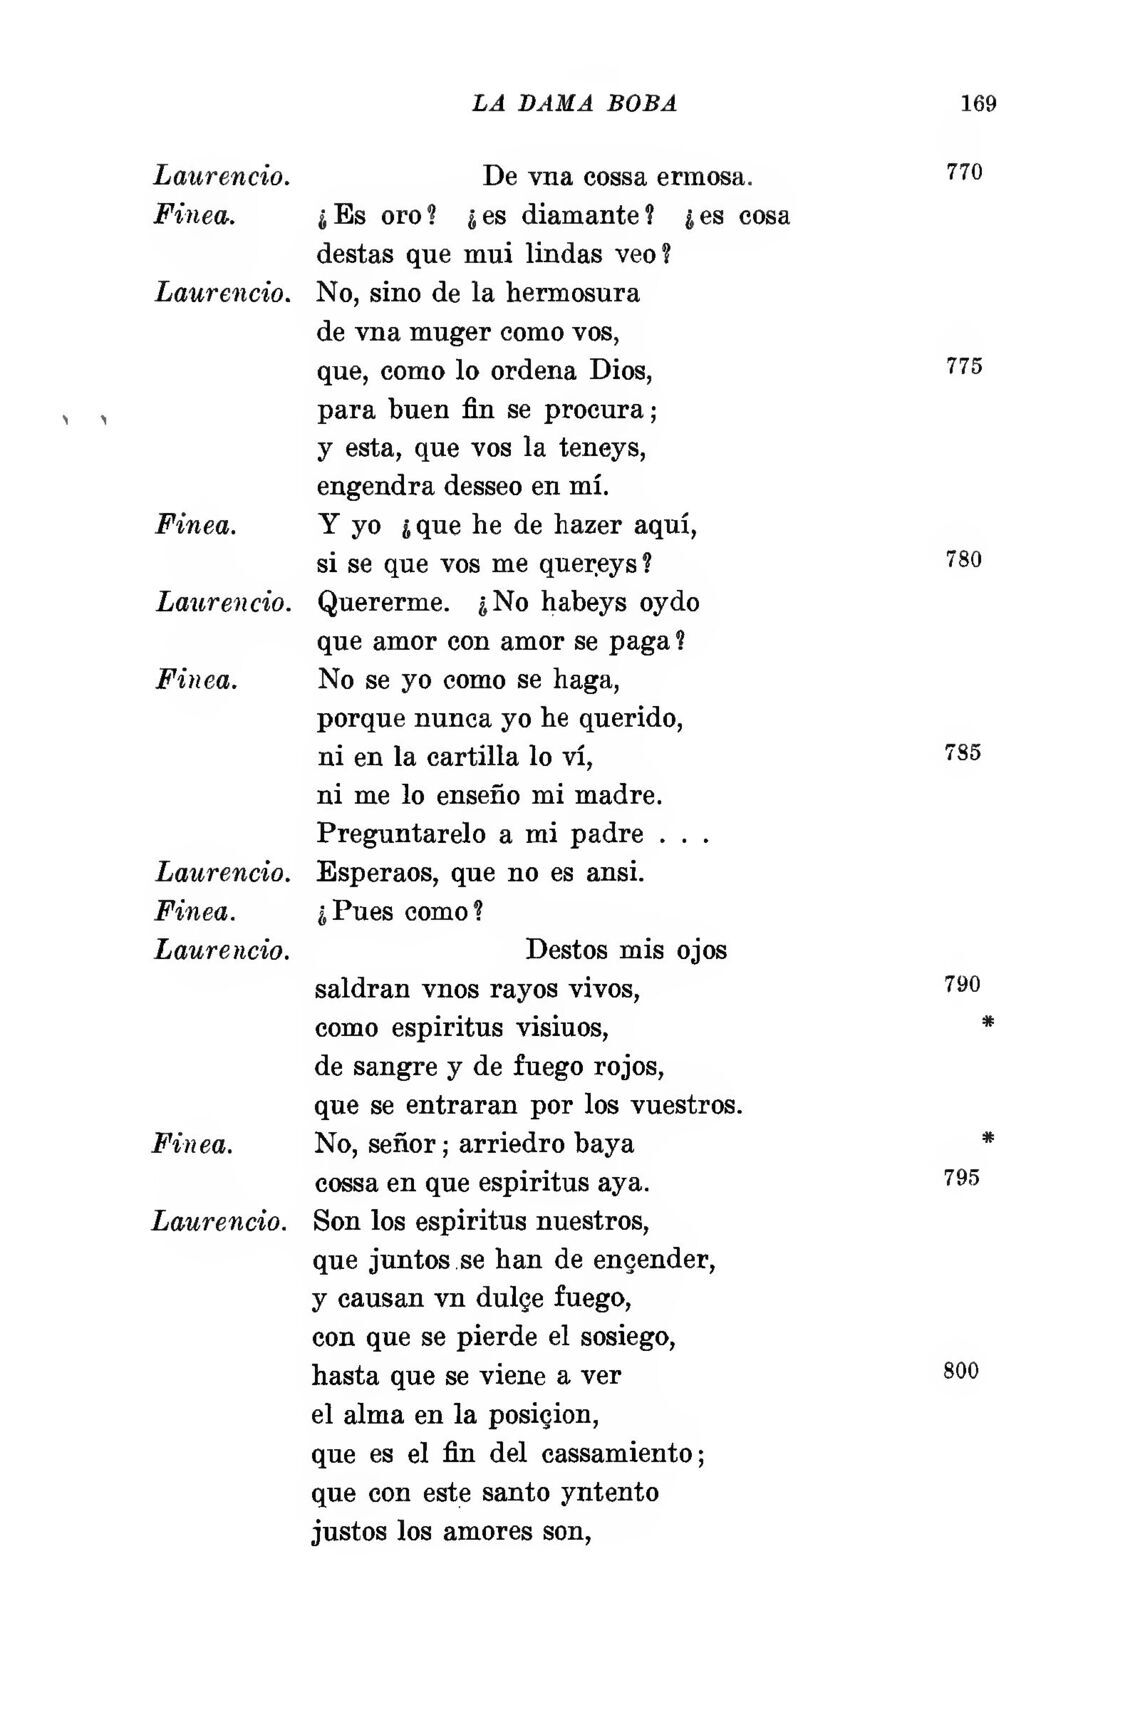 LA DAMA BOBA 169
Laurencio. De vna cossa ermosa. 770
Finea. ¿Es oro? ¿es diamante? ¿es cosa
destas que mui lindas veo?
Laurencio. No, sino de la hermosura
de vna muger como vos,
que, como lo ordena Dios, 775
para buen fin se procura;
y esta, que vos la teneys,
engendra desseo en mí.
Finea. Y yo ¿que he de hazer aquí,
si se que vos me quereys? 780
Laurencio. Quererme. ¿No habeys oydo
que amor con amor se paga?
Finea. No se yo como se haga,
porque nunca yo he querido,
ni en la cartilla lo ví, 785
ni me lo enseño mi madre.
Preguntarelo a mi padre . . .
Laurencio. Esperaos, que no es ansi.
Finea. ¿Pues como?
Laurencio. Destos mis ojos
saldran vnos rayos vivos, 790
como espiritus visiuos, *
de sangre y de fuego rojos,
que se entraran por los vuestros.
Finea. No, señor; arriedro baya *
cossa en que espiritus aya. 795
Laurencio. Son los espiritus nuestros,
que juntos se han de ençender,
y causan vn dulçe fuego,
con que se pierde el sosiego,
hasta que se viene a ver 800
el alma en la posiçion,
que es el fin del cassamiento;
que con este santo yntento
justos los amores son,